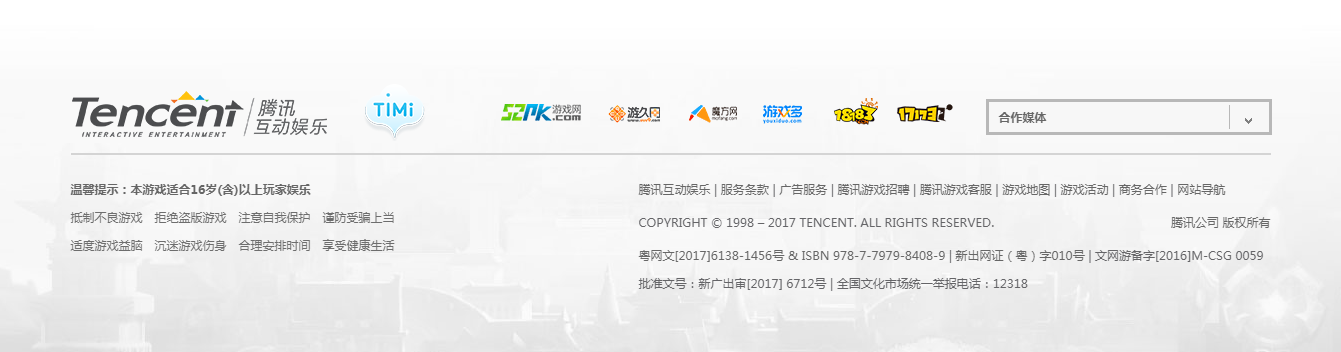 Tencent 腾讯
INTERACTIVE ENTERTAINMENT 互动娱乐
TiMi
52PK游戏网.com
游久网
魔方网
mofang.com
游戏多
youxiduo.com
18183
17173
合作媒体
温馨提示：本游戏适合16岁(含)以上玩家娱乐
抵制不良游戏 拒绝盗版游戏 注意自我保护 谨防受骗上当
适度游戏益脑 沉迷游戏伤身 合理安排时间 享受健康生活
腾讯互动娱乐 | 服务条款 | 广告服务 | 腾讯游戏招聘 | 腾讯游戏客服 | 游戏地图 | 游戏活动 | 商务合作 | 网站导航
COPYRIGHT © 1998 – 2017 TENCENT. ALL RIGHTS RESERVED. 腾讯公司 版权所有
粤网文[2017]6138-1456号 & ISBN 978-7-7979-8408-9 | 新出网证（粤）字010号 | 文网游备字[2016]M-CSG 0059
批准文号：新广出审[2017] 6712号 | 全国文化市场统一举报电话：12318